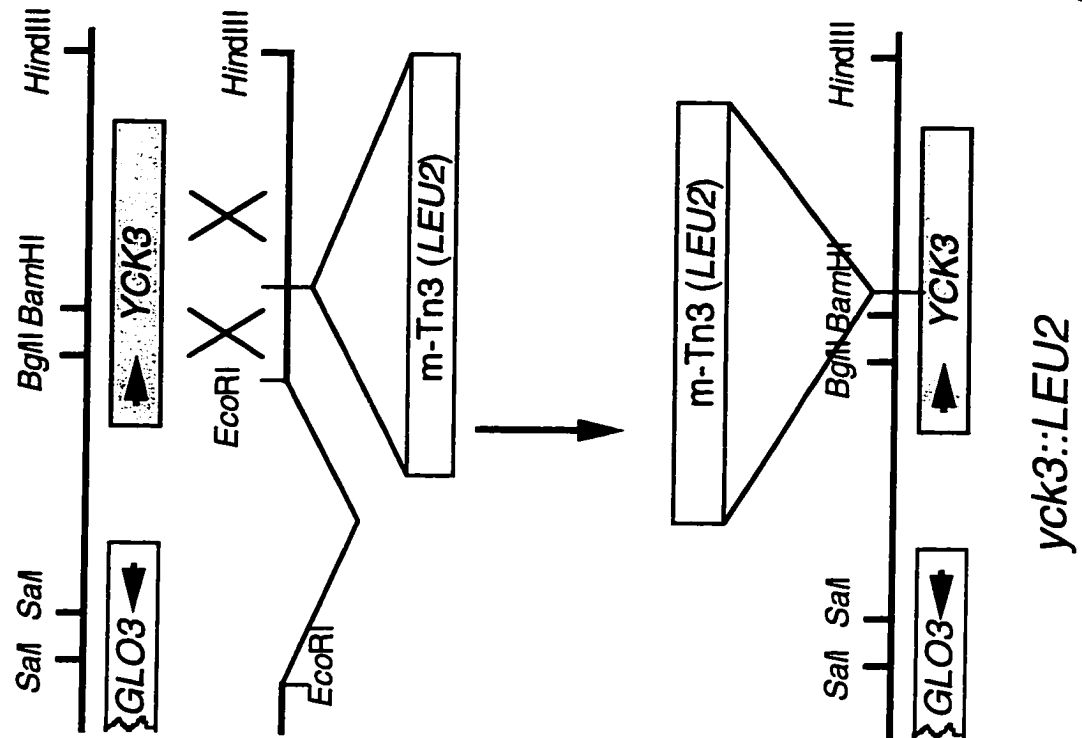 SalI SalI BglII BamHI HindIII
GLO3 YCK3
EcoRI EcoRI HindIII
m-Tn3 (LEU2)
m-Tn3 (LEU2)
SalI SalI BglII BamHI HindIII
GLO3 YCK3
yck3::LEU2